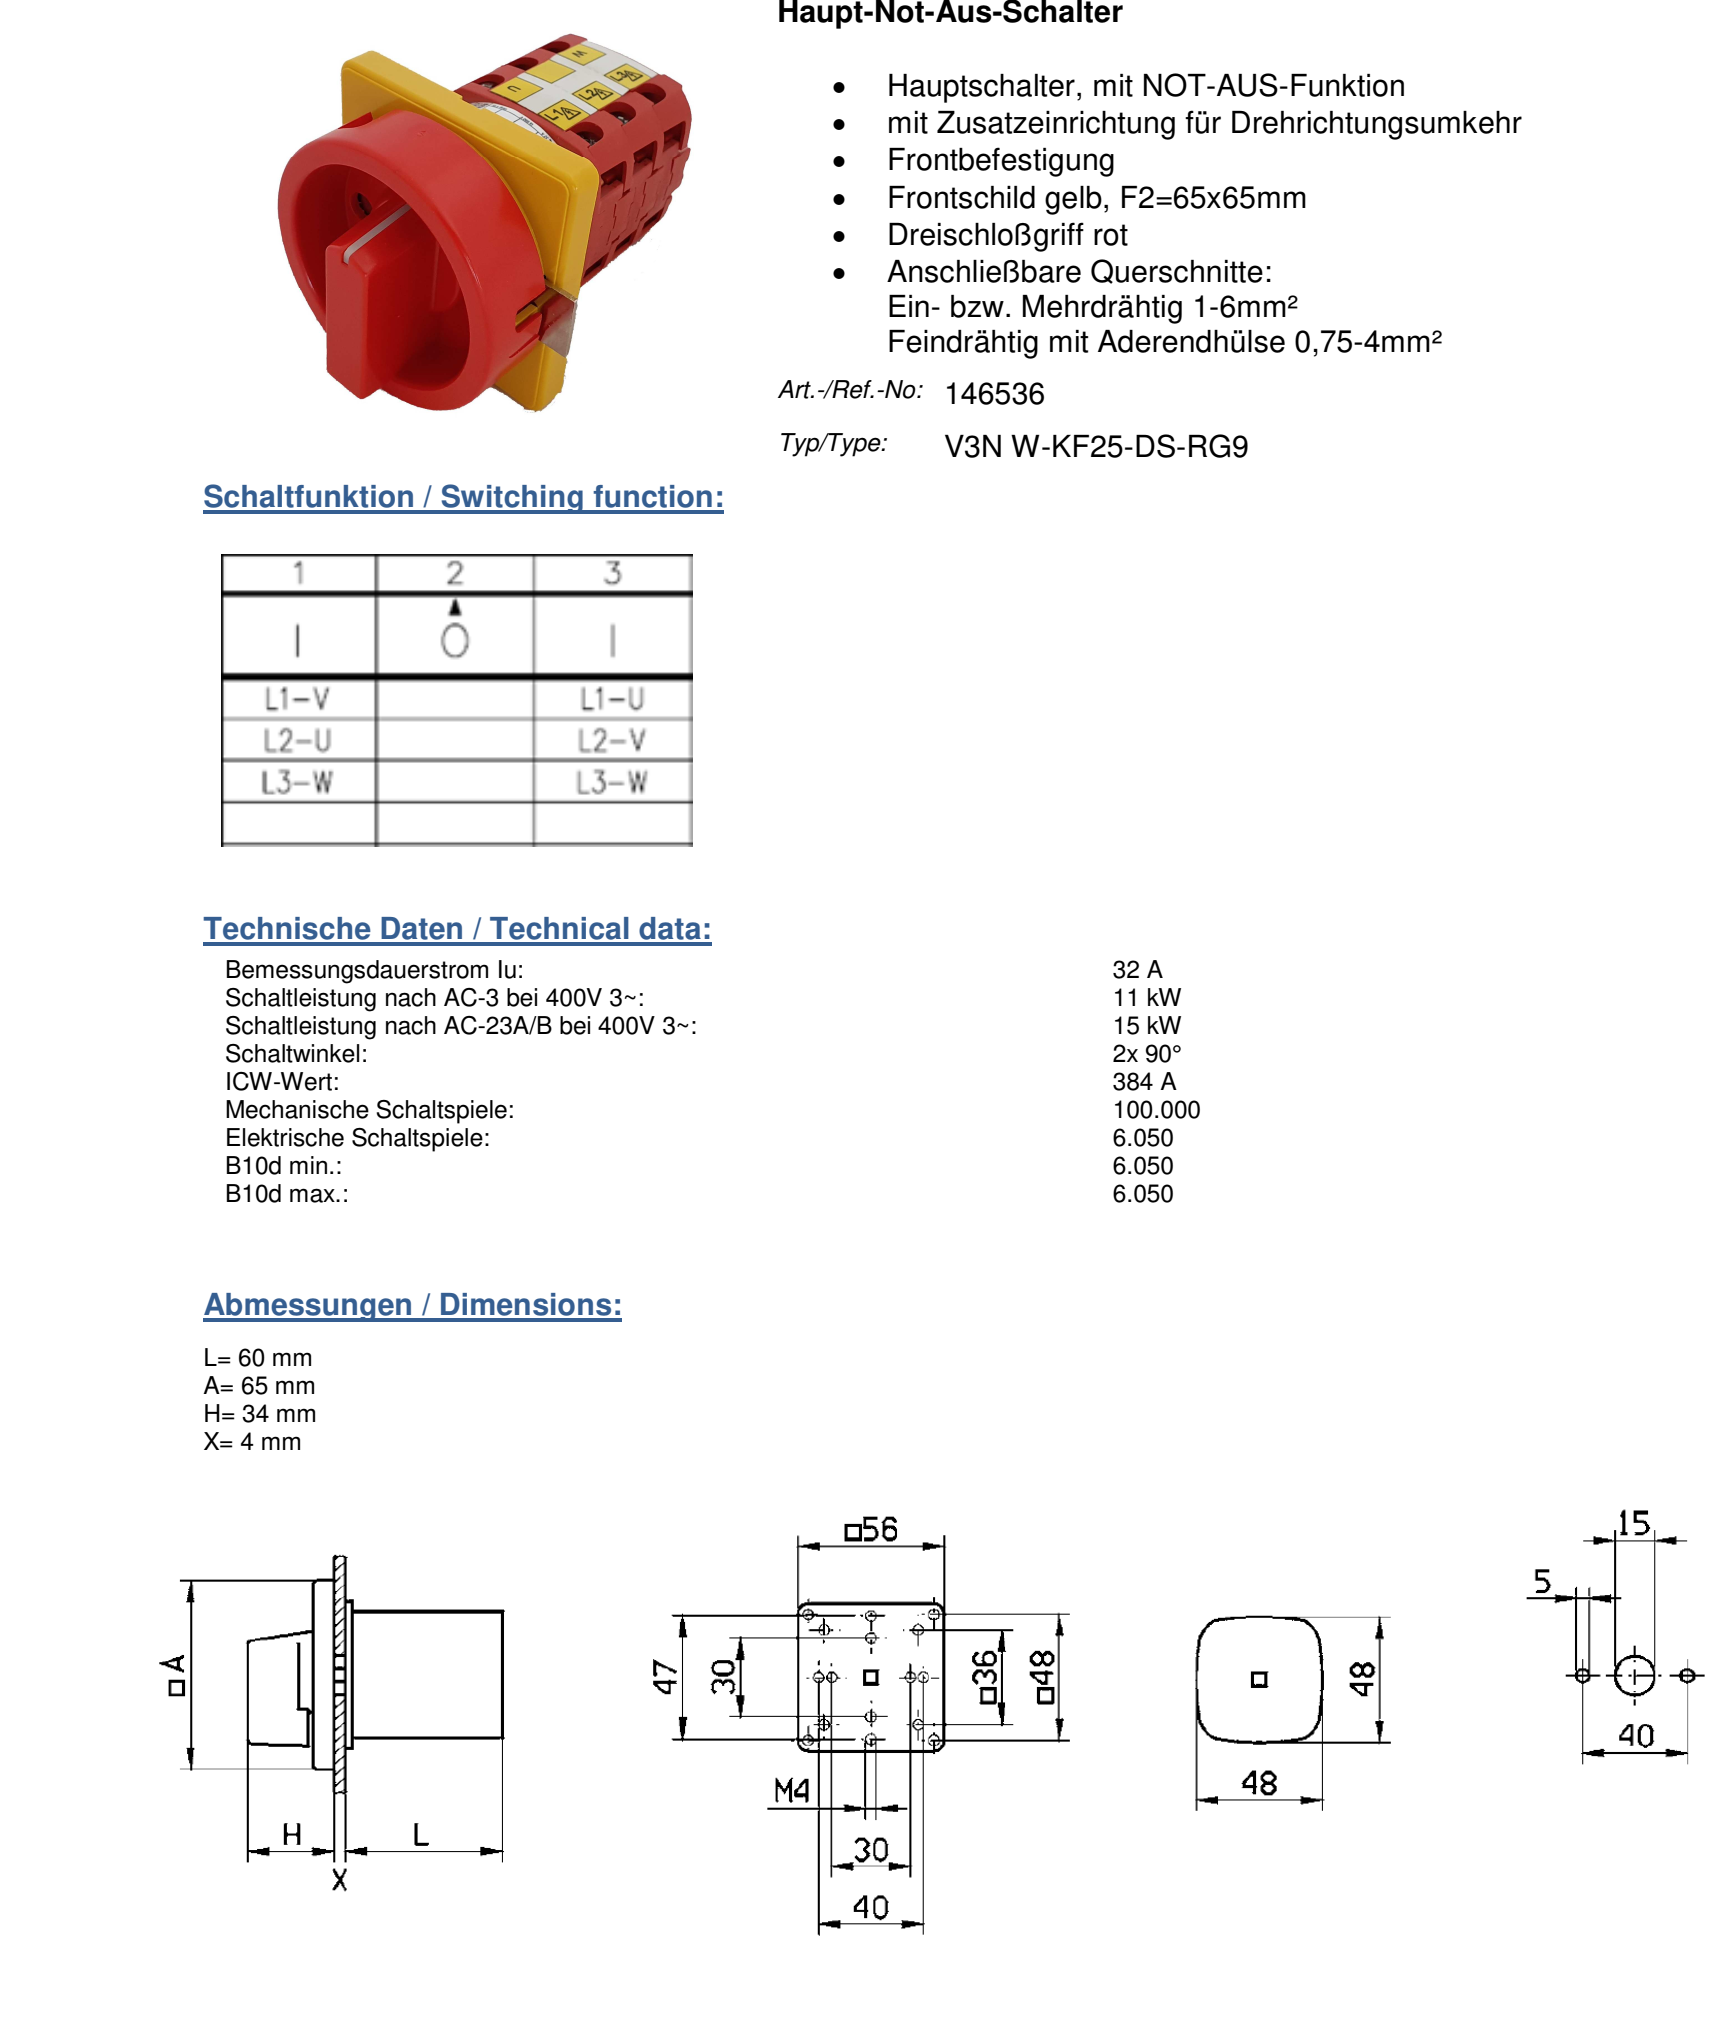 Haupt-Not-Aus-Schalter
• Hauptschalter, mit NOT-AUS-Funktion
• mit Zusatzeinrichtung für Drehrichtungsumkehr
• Frontbefestigung
• Frontschild gelb, F2=65x65mm
• Dreischloßgriff rot
• Anschließbare Querschnitte:
Ein- bzw. Mehrdrähtig 1-6mm²
Feindrähtig mit Aderendhülse 0,75-4mm²
W
U
L3
L2
L1
Art.-/Ref.-No: 146536
Typ/Type: V3N W-KF25-DS-RG9
Schaltfunktion / Switching function:
1 2 3
I O I
L1-V L1-U
L2-U L2-V
L3-W L3-W
Technische Daten / Technical data:
Bemessungsdauerstrom Iu: 32 A
Schaltleistung nach AC-3 bei 400V 3~: 11 kW
Schaltleistung nach AC-23A/B bei 400V 3~: 15 kW
Schaltwinkel: 2x 90°
ICW-Wert: 384 A
Mechanische Schaltspiele: 100.000
Elektrische Schaltspiele: 6.050
B10d min.: 6.050
B10d max.: 6.050
Abmessungen / Dimensions:
L= 60 mm
A= 65 mm
H= 34 mm
X= 4 mm
□A
H
X
L
□56
47
30
□36
□48
M4
30
40
48
48
15
5
40